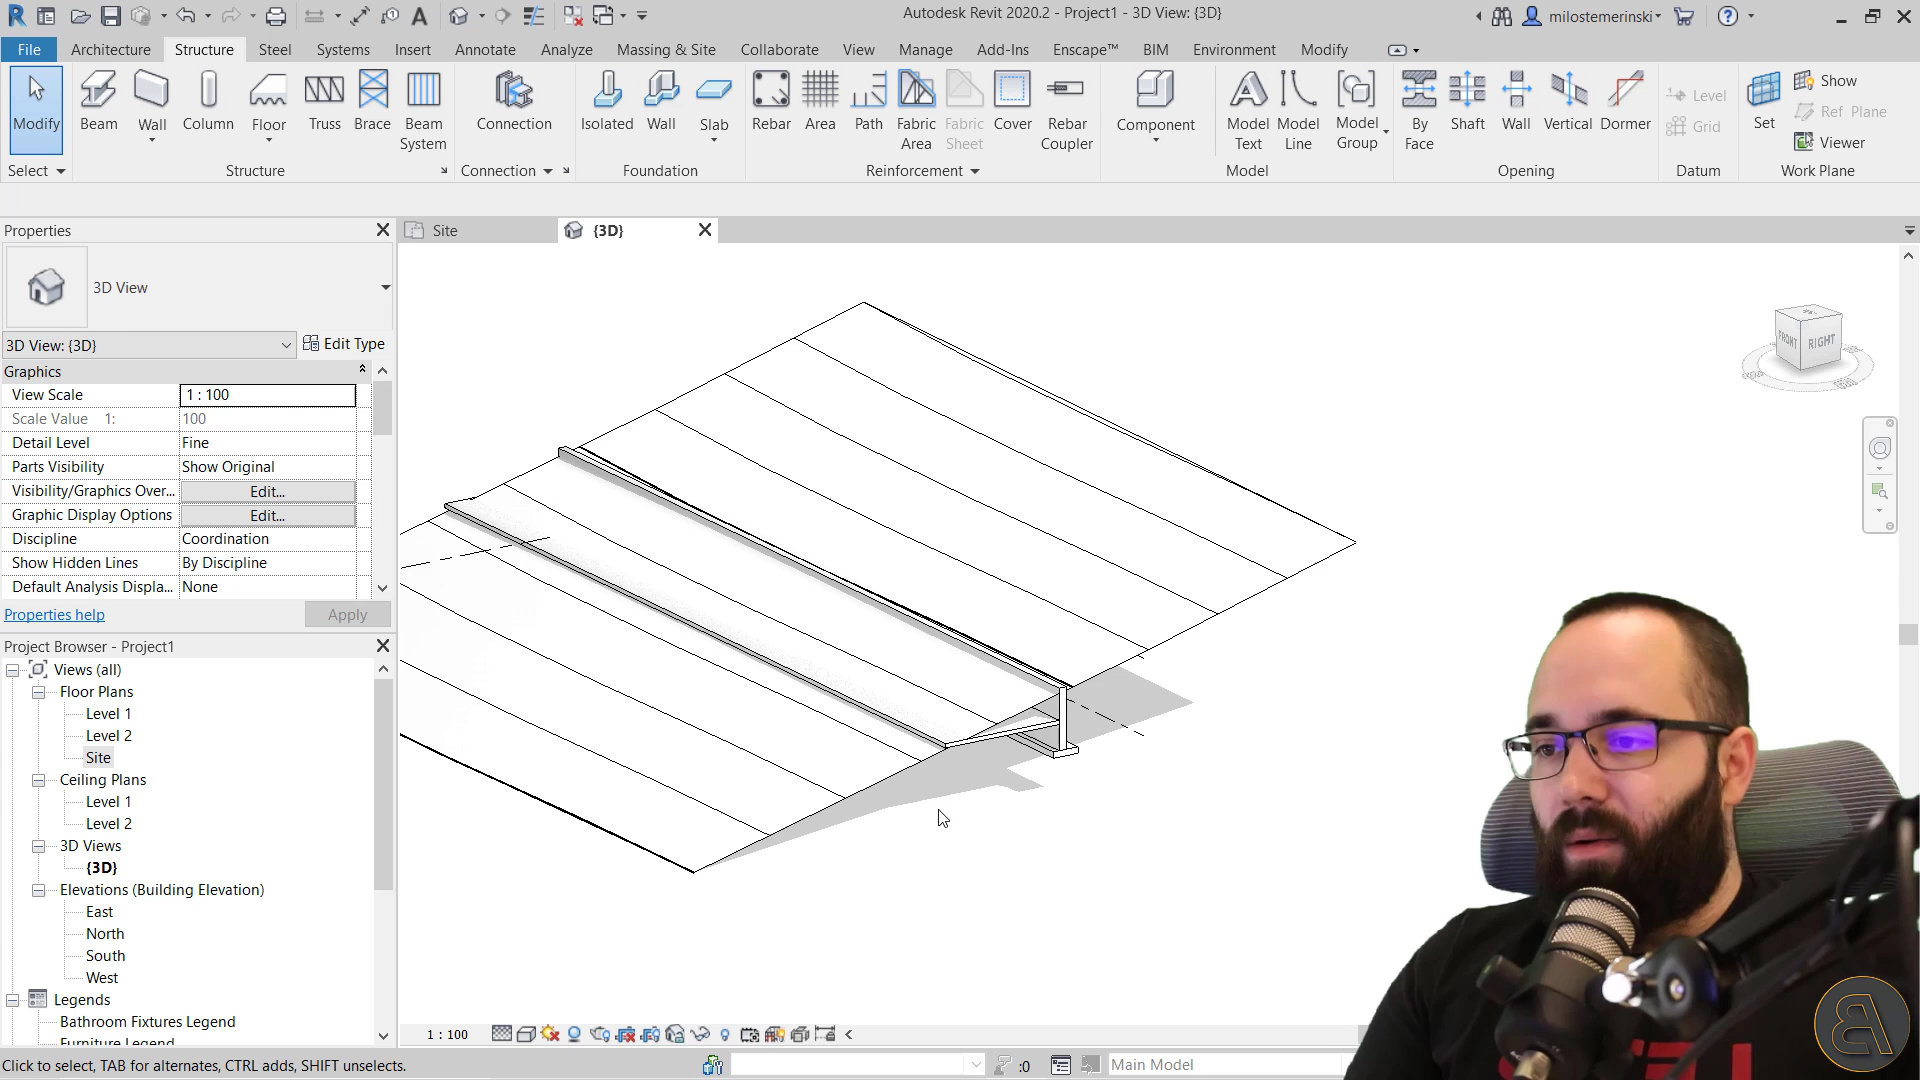 Autodesk Revit 2020.2 - Project1 - 3D View: {3D}
milostemerinski
File Architecture Structure Steel Systems Insert Annotate Analyze Massing & Site Collaborate View Manage Add-Ins Enscape™ BIM Environment Modify
Modify Beam Wall Column Floor Truss Brace Beam System Connection Isolated Wall Slab Rebar Area Path Fabric Area Fabric Sheet Cover Rebar Coupler Component Model Text Model Line Model Group By Face Shaft Wall Vertical Dormer Level Grid Set Show Ref Plane Viewer
Select Structure Connection Foundation Reinforcement Model Opening Datum Work Plane
Properties
Site
{3D}
3D View
3D View: {3D}
Edit Type
Graphics
View Scale 1 : 100
Scale Value 1: 100
Detail Level Fine
Parts Visibility Show Original
Visibility/Graphics Over... Edit...
Graphic Display Options Edit...
Discipline Coordination
Show Hidden Lines By Discipline
Default Analysis Displa... None
Properties help
Apply
FRONT
RIGHT
Project Browser - Project1
Views (all)
Floor Plans
Level 1
Level 2
Site
Ceiling Plans
Level 1
Level 2
3D Views
{3D}
Elevations (Building Elevation)
East
North
South
West
Legends
Bathroom Fixtures Legend
Furniture Legend
1 : 100
Click to select, TAB for alternates, CTRL adds, SHIFT unselects.
:0
Main Model